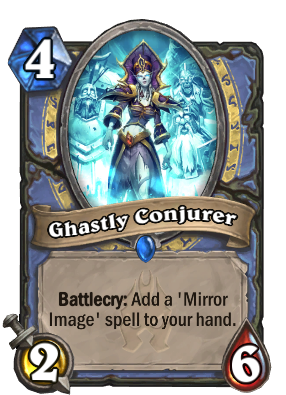 4
Ghastly Conjurer
Battlecry: Add a 'Mirror
Image' spell to your hand.
2
6